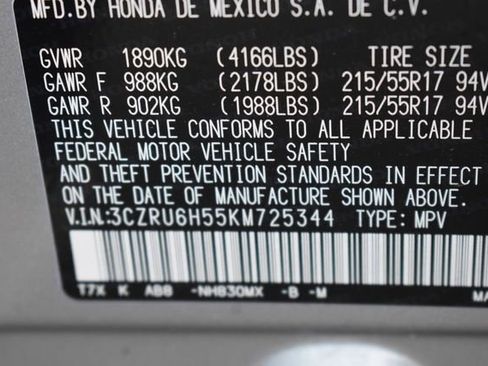 MFD.BY HONDA DE MEXICO S.A. DE C.V.
GVWR 1890KG (4166LBS) TIRE SIZE
GAWR F 988KG (2178LBS) 215/55R17 94V
GAWR R 902KG (1988LBS) 215/55R17 94V
THIS VEHICLE CONFORMS TO ALL APPLICABLE
FEDERAL MOTOR VEHICLE SAFETY
AND THEFT PREVENTION STANDARDS IN EFFECT
ON THE DATE OF MANUFACTURE SHOWN ABOVE.
V.I.N.:3CZRU6H55KM725344 TYPE: MPV
T7X K ABB -NH830MX -B -M MA